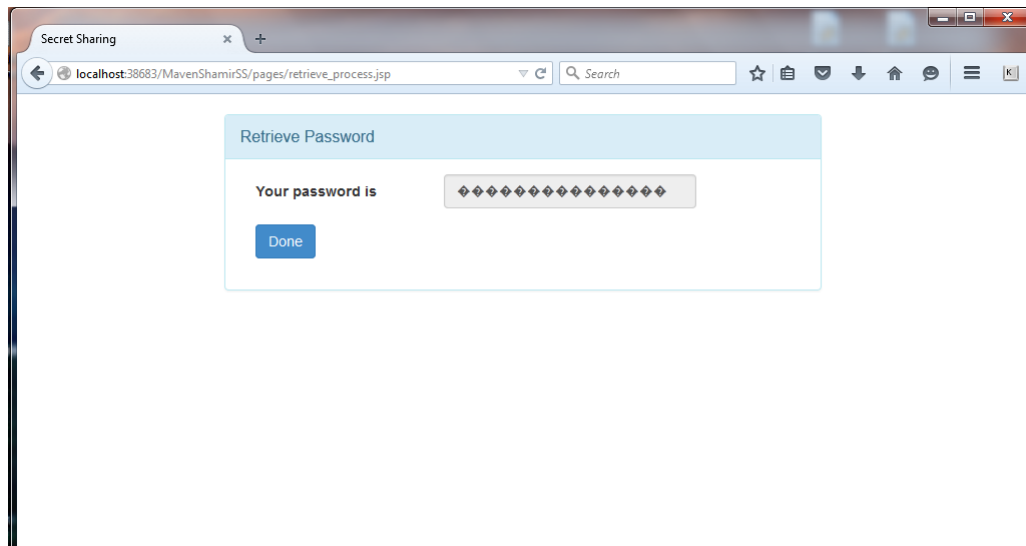 Secret Sharing
localhost:38683/MavenShamirSS/pages/retrieve_process.jsp
Search
K
Retrieve Password
Your password is ���������������
Done